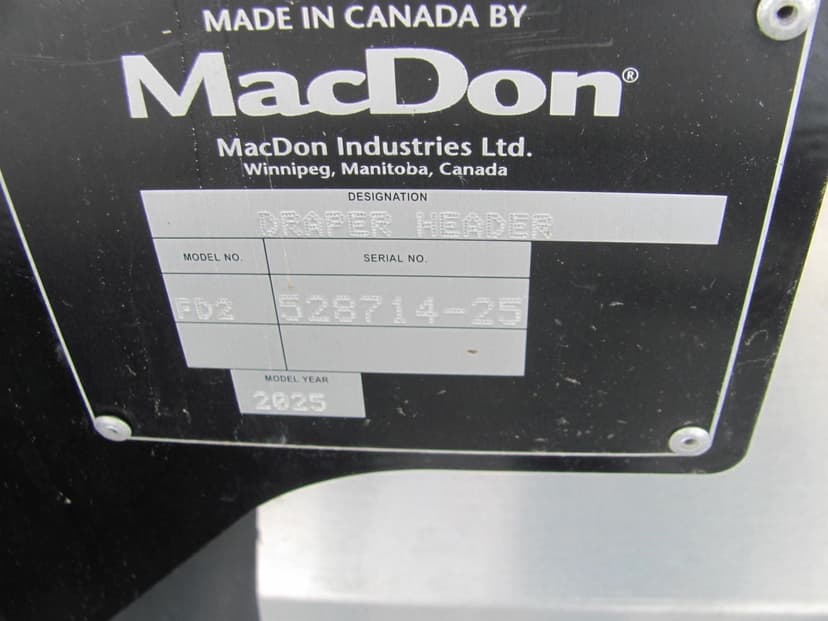 MADE IN CANADA BY
MacDon®
MacDon Industries Ltd.
Winnipeg, Manitoba, Canada
DESIGNATION
DRAPER HEADER
MODEL NO. SERIAL NO.
FD2 528714-25
MODEL YEAR
2025